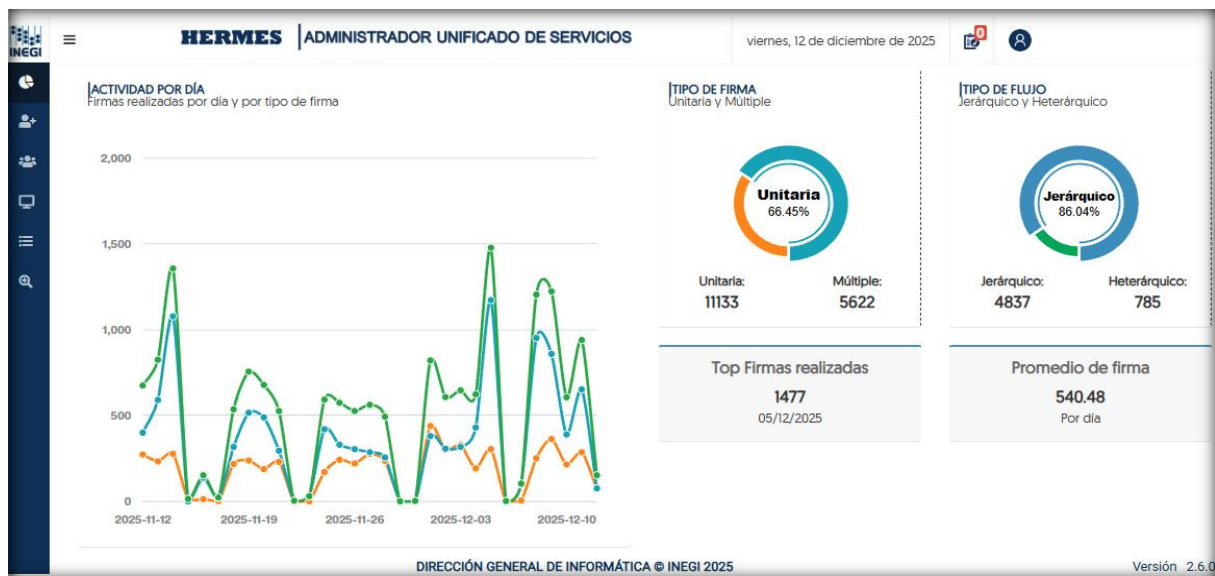 INEGI
HERMES
ADMINISTRADOR UNIFICADO DE SERVICIOS
viernes, 12 de diciembre de 2025
0
ACTIVIDAD POR DÍA
Firmas realizadas por día y por tipo de firma
2,000
1,500
1,000
500
0
2025-11-12
2025-11-19
2025-11-26
2025-12-03
2025-12-10
TIPO DE FIRMA
Unitaria y Múltiple
Unitaria
66.45%
Unitaria:
11133
Múltiple:
5622
TIPO DE FLUJO
Jerárquico y Heterárquico
Jerárquico
86.04%
Jerárquico:
4837
Heterárquico:
785
Top Firmas realizadas
1477
05/12/2025
Promedio de firma
540.48
Por día
DIRECCIÓN GENERAL DE INFORMÁTICA © INEGI 2025
Versión 2.6.0